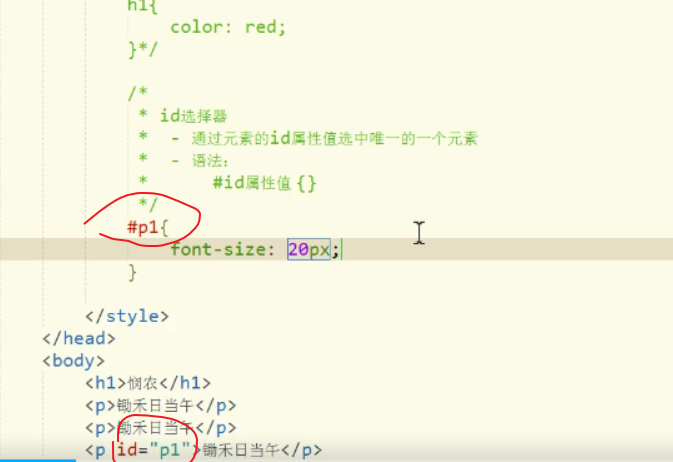 h1{
color: red;
}*/
/*
* id选择器
* - 通过元素的id属性值选中唯一的一个元素
* - 语法：
* #id属性值 {}
*/
#p1{
font-size: 20px;
}
</style>
</head>
<body>
<h1>悯农</h1>
<p>锄禾日当午</p>
<p>锄禾日当午</p>
<p id="p1">锄禾日当午</p>